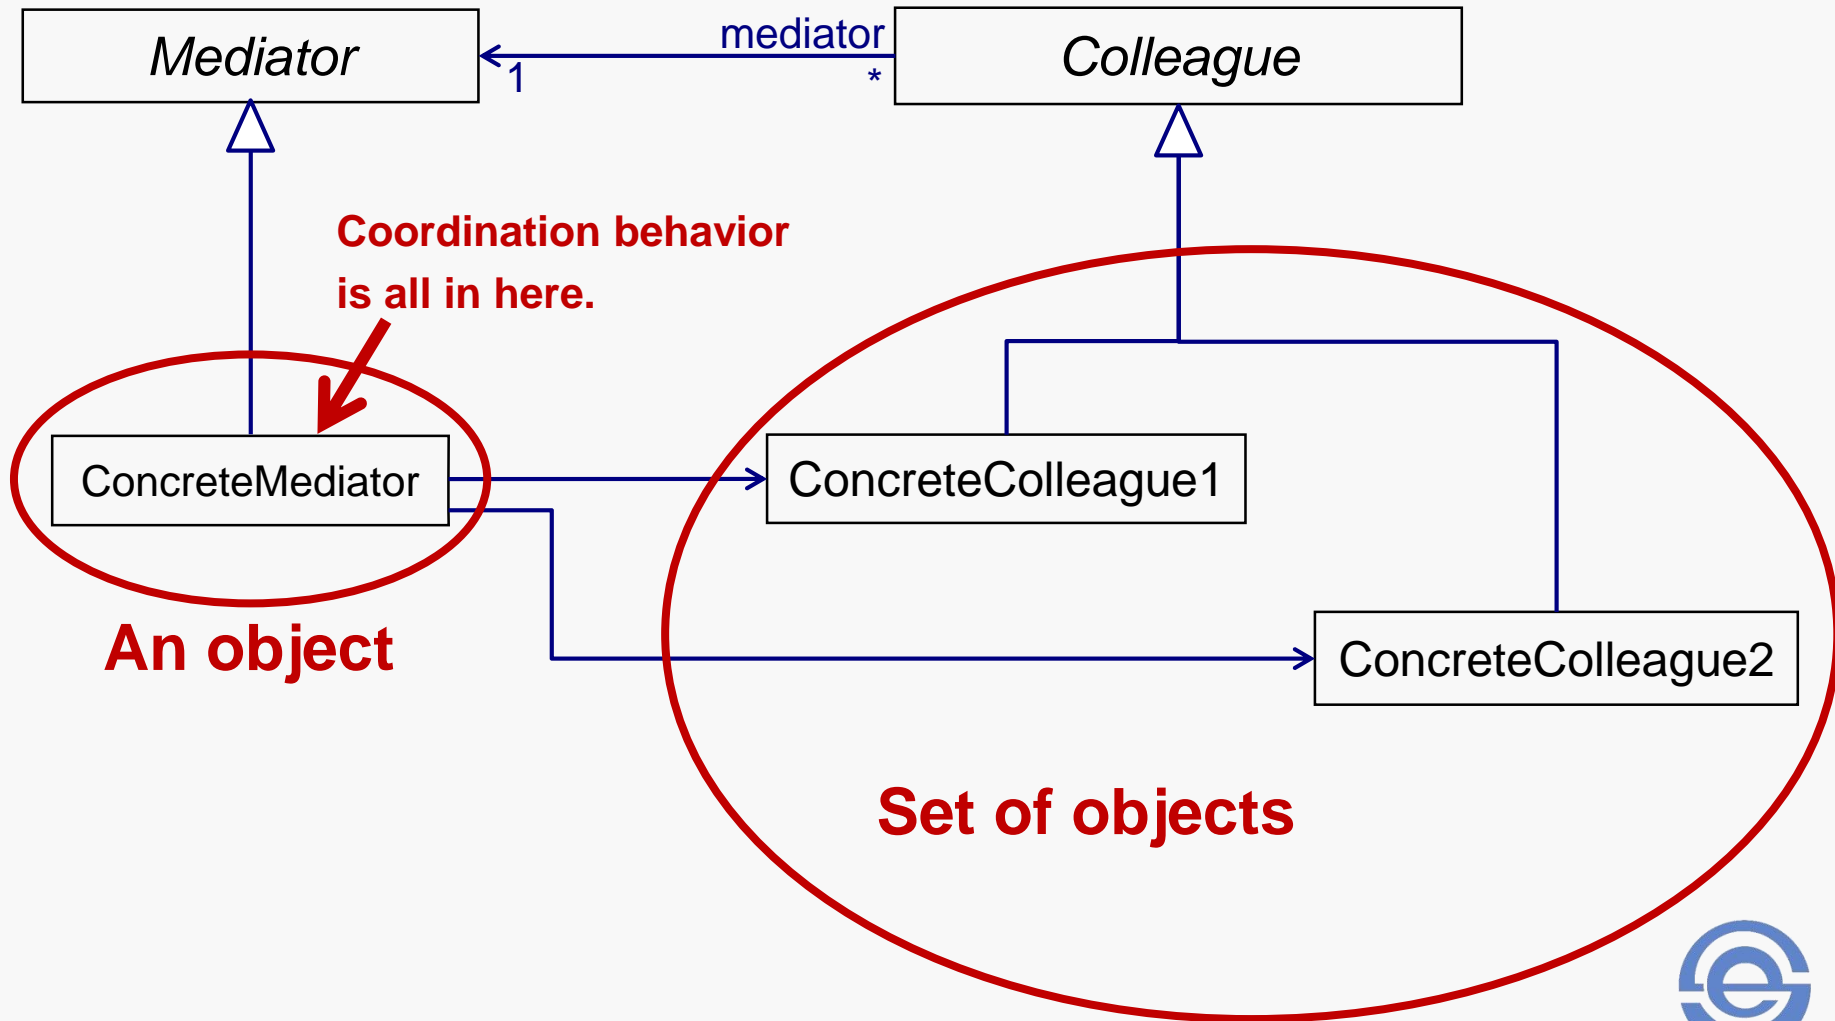 Mediator
mediator
1
*
Colleague
Coordination behavior
is all in here.
ConcreteMediator
ConcreteColleague1
An object
ConcreteColleague2
Set of objects